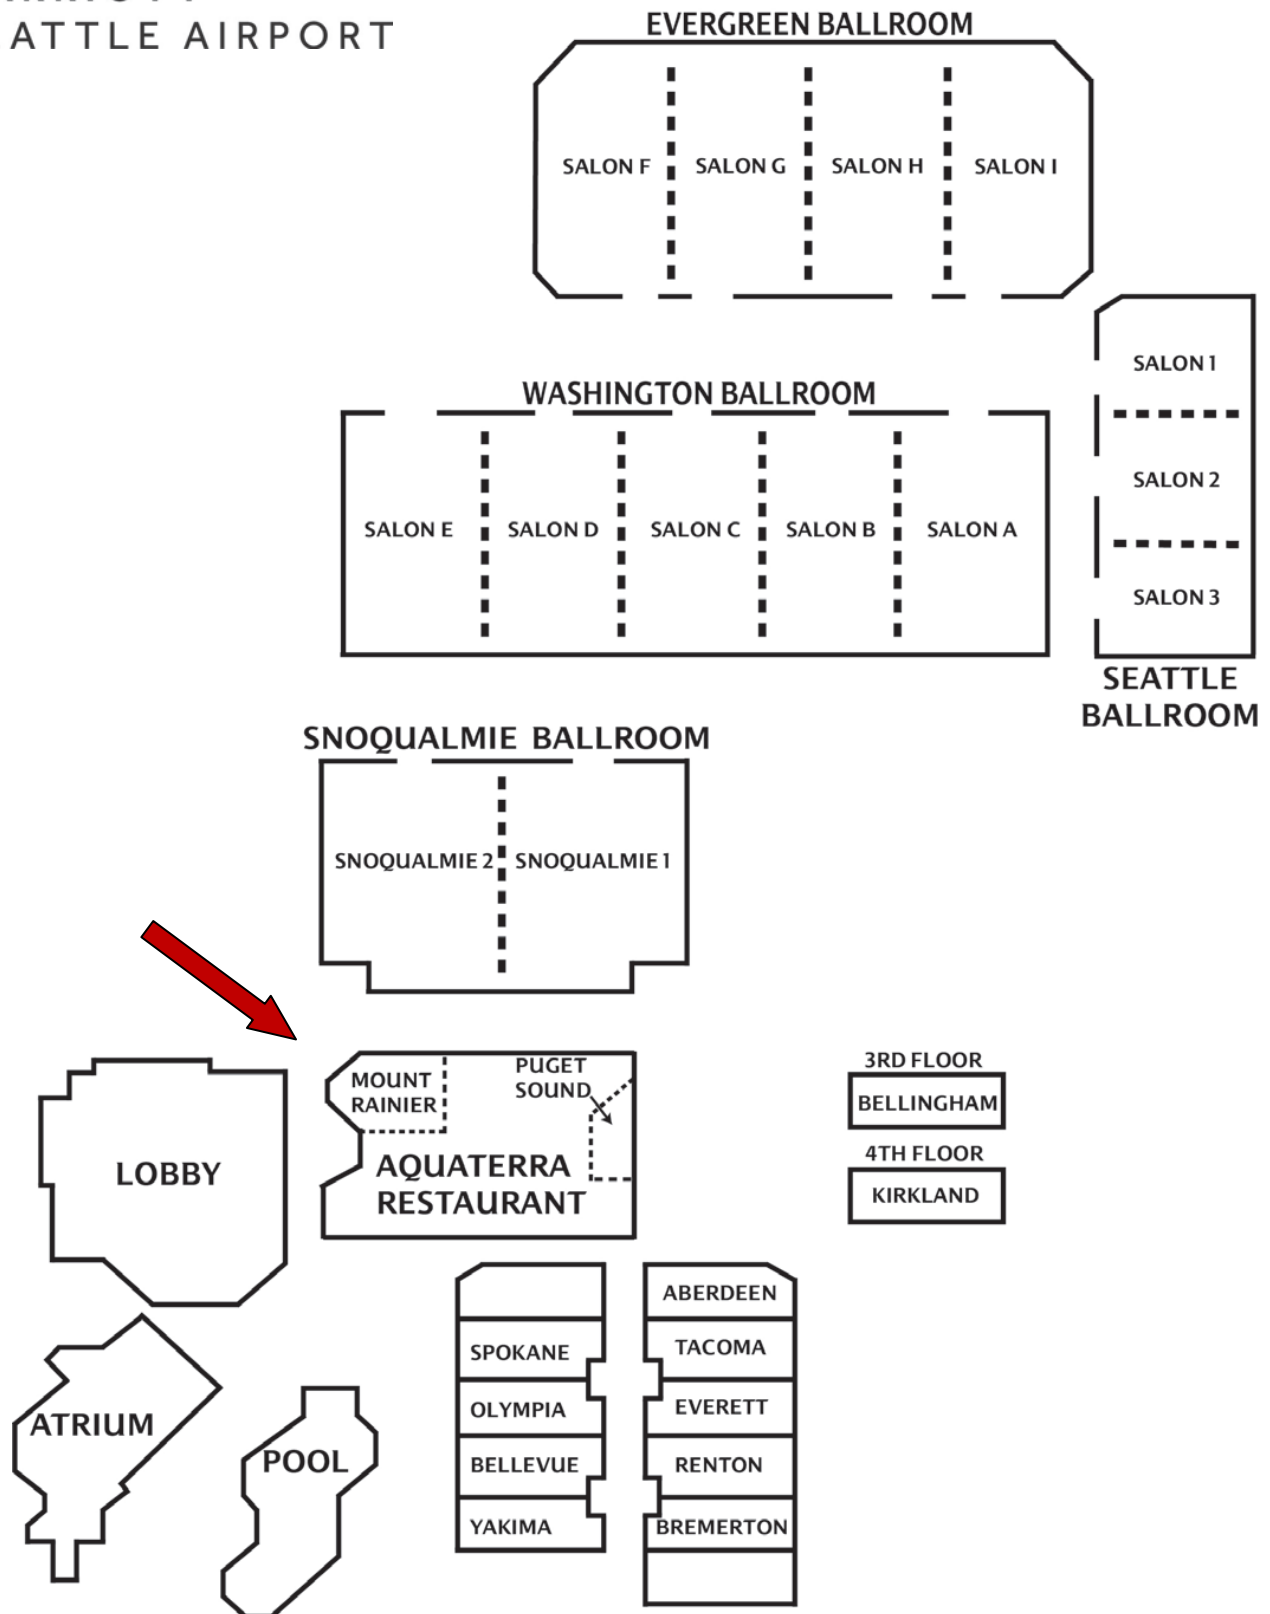 ATTLE AIRPORT
EVERGREEN BALLROOM
SALON F
SALON G
SALON H
SALON I
SALON 1
SALON 2
SALON 3
SEATTLE
BALLROOM
WASHINGTON BALLROOM
SALON E
SALON D
SALON C
SALON B
SALON A
SNOQUALMIE BALLROOM
SNOQUALMIE 2
SNOQUALMIE 1
LOBBY
MOUNT
RAINIER
PUGET
SOUND
AQUATERRA
RESTAURANT
3RD FLOOR
BELLINGHAM
4TH FLOOR
KIRKLAND
ATRIUM
POOL
SPOKANE
OLYMPIA
BELLEVUE
YAKIMA
ABERDEEN
TACOMA
EVERETT
RENTON
BREMERTON